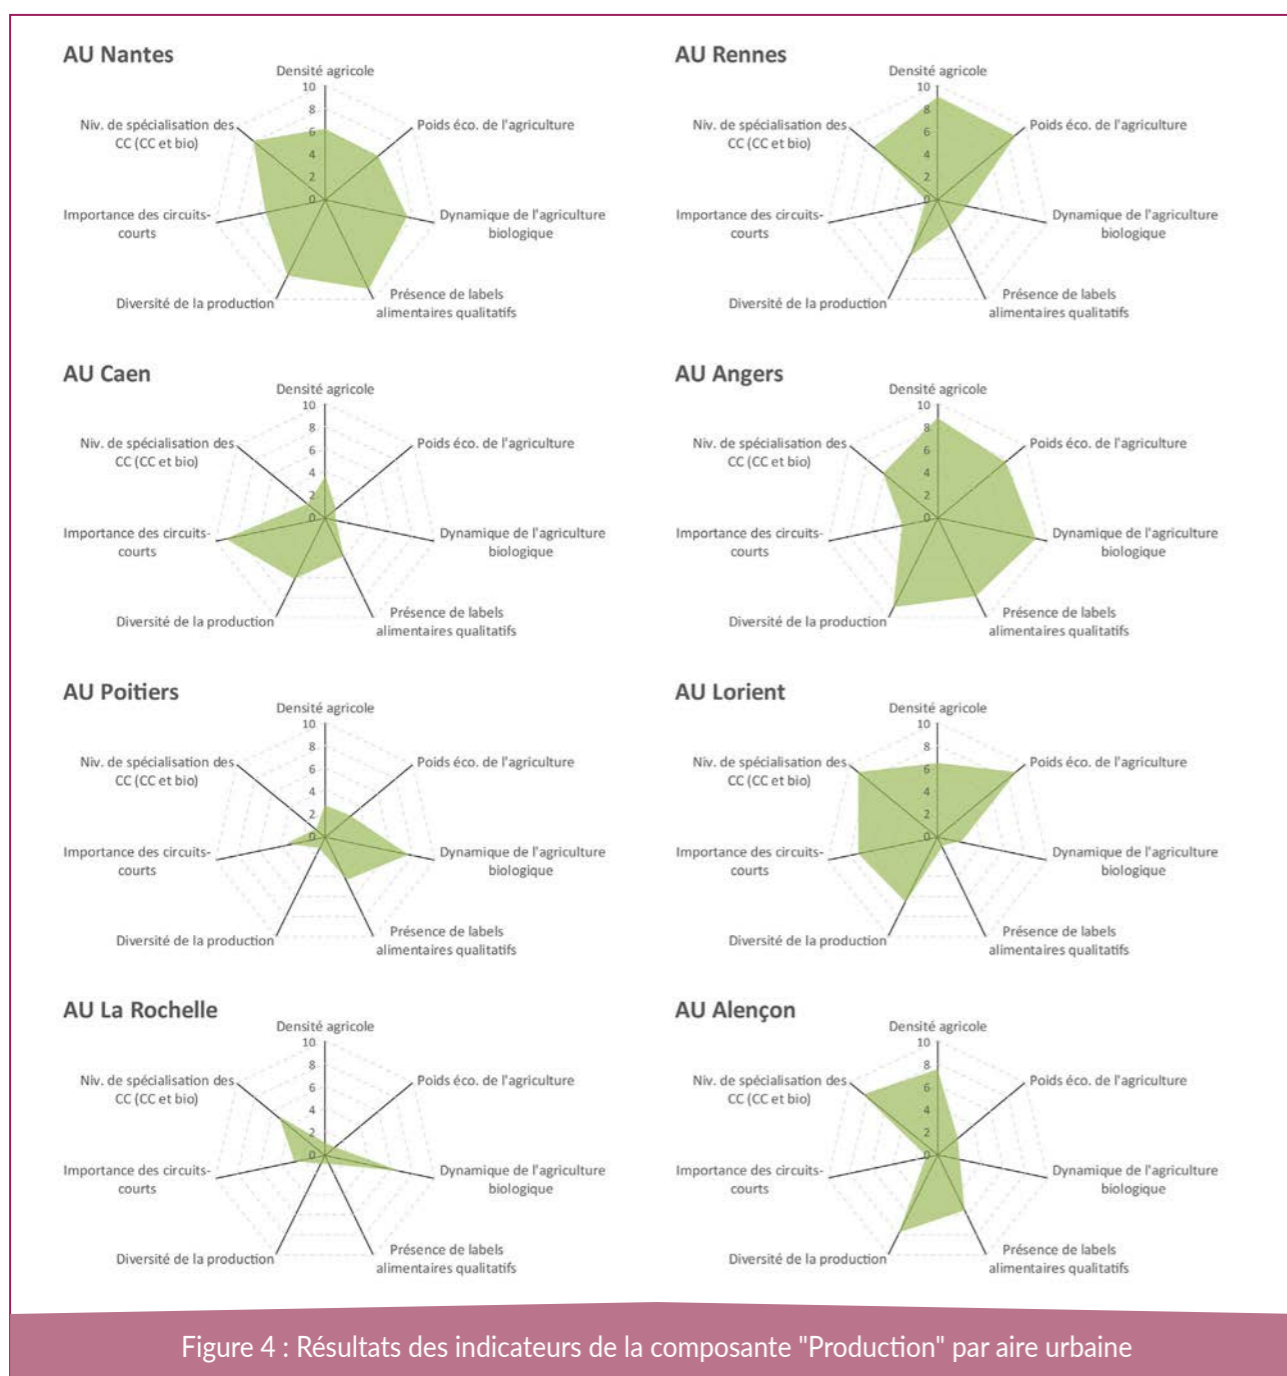 AU Nantes
Densité agricole
10
8
6
4
2
0
Poids éco. de l'agriculture
Dynamique de l'agriculture
biologique
Présence de labels
alimentaires qualitatifs
Diversité de la production
Importance des circuits-
courts
Niv. de spécialisation des
CC (CC et bio)
AU Rennes
Densité agricole
10
8
6
4
2
0
Poids éco. de l'agriculture
Dynamique de l'agriculture
biologique
Présence de labels
alimentaires qualitatifs
Diversité de la production
Importance des circuits-
courts
Niv. de spécialisation des
CC (CC et bio)
AU Caen
Densité agricole
10
8
6
4
2
0
Poids éco. de l'agriculture
Dynamique de l'agriculture
biologique
Présence de labels
alimentaires qualitatifs
Diversité de la production
Importance des circuits-
courts
Niv. de spécialisation des
CC (CC et bio)
AU Angers
Densité agricole
10
8
6
4
2
0
Poids éco. de l'agriculture
Dynamique de l'agriculture
biologique
Présence de labels
alimentaires qualitatifs
Diversité de la production
Importance des circuits-
courts
Niv. de spécialisation des
CC (CC et bio)
AU Poitiers
Densité agricole
10
8
6
4
2
0
Poids éco. de l'agriculture
Dynamique de l'agriculture
biologique
Présence de labels
alimentaires qualitatifs
Diversité de la production
Importance des circuits-
courts
Niv. de spécialisation des
CC (CC et bio)
AU Lorient
Densité agricole
10
8
6
4
2
0
Poids éco. de l'agriculture
Dynamique de l'agriculture
biologique
Présence de labels
alimentaires qualitatifs
Diversité de la production
Importance des circuits-
courts
Niv. de spécialisation des
CC (CC et bio)
AU La Rochelle
Densité agricole
10
8
6
4
2
0
Poids éco. de l'agriculture
Dynamique de l'agriculture
biologique
Présence de labels
alimentaires qualitatifs
Diversité de la production
Importance des circuits-
courts
Niv. de spécialisation des
CC (CC et bio)
AU Alençon
Densité agricole
10
8
6
4
2
0
Poids éco. de l'agriculture
Dynamique de l'agriculture
biologique
Présence de labels
alimentaires qualitatifs
Diversité de la production
Importance des circuits-
courts
Niv. de spécialisation des
CC (CC et bio)
Figure 4 : Résultats des indicateurs de la composante "Production" par aire urbaine